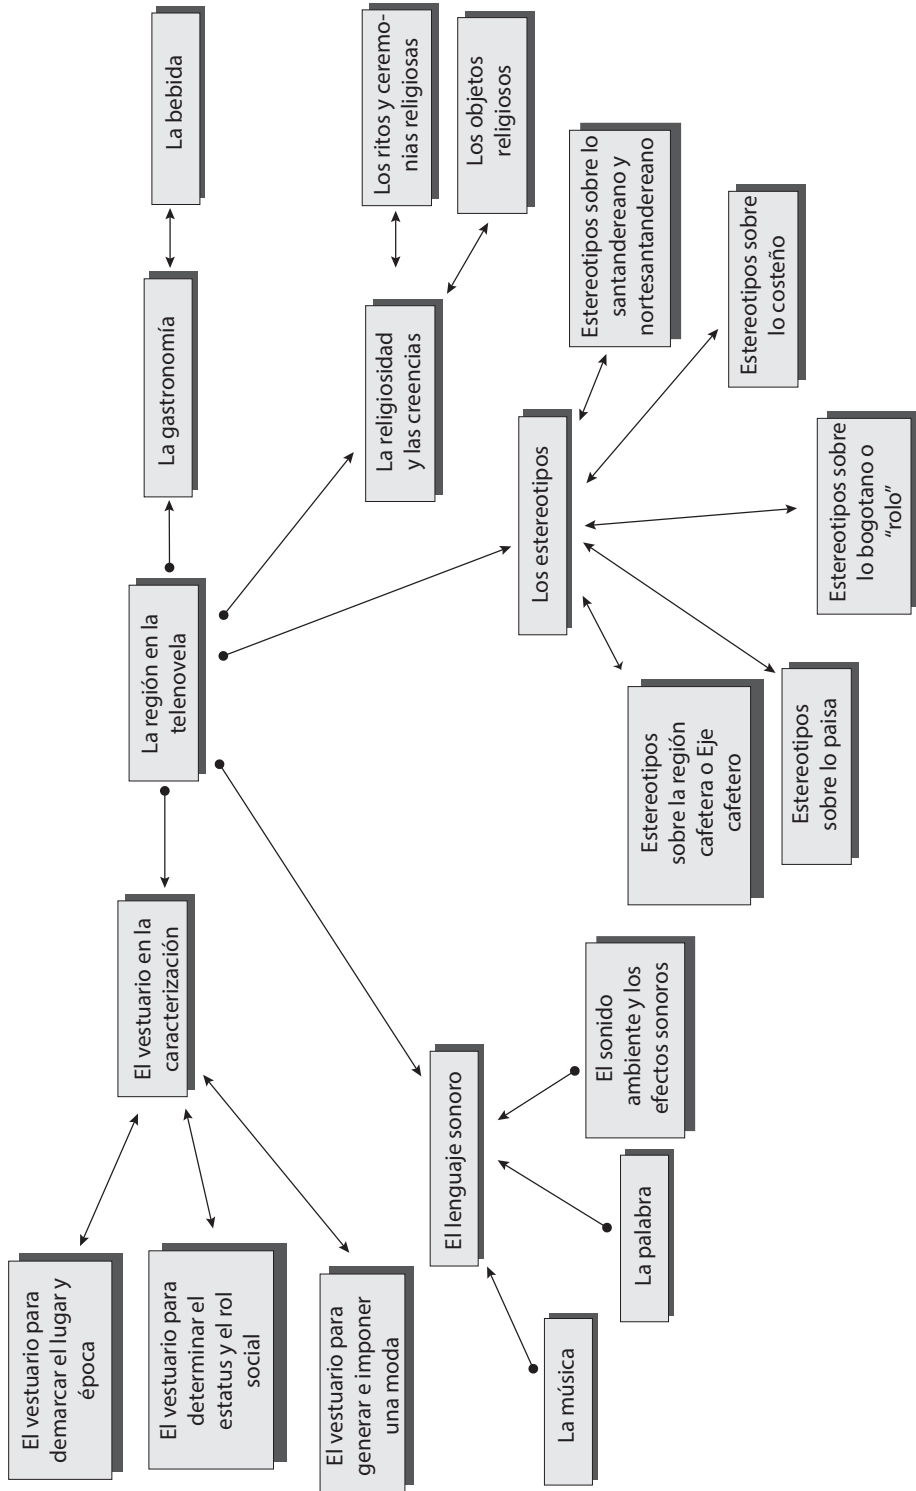 La región en la
telenovela
El vestuario en la
caracterización
El vestuario para
demarcar el lugar y
época
El vestuario para
determinar el
estatus y el rol
social
El vestuario para
generar e imponer
una moda
El lenguaje sonoro
La música
La palabra
El sonido
ambiente y los
efectos sonoros
Los estereotipos
Estereotipos
sobre la región
cafetera o Eje
cafetero
Estereotipos
sobre lo paisa
Estereotipos sobre
lo bogotano o
“rolo”
Estereotipos sobre
lo costeño
Estereotipos sobre lo
santandereano y
nortesantandereano
La religiosidad
y las creencias
Los ritos y ceremo-
nias religiosas
Los objetos
religiosos
La gastronomía
La bebida